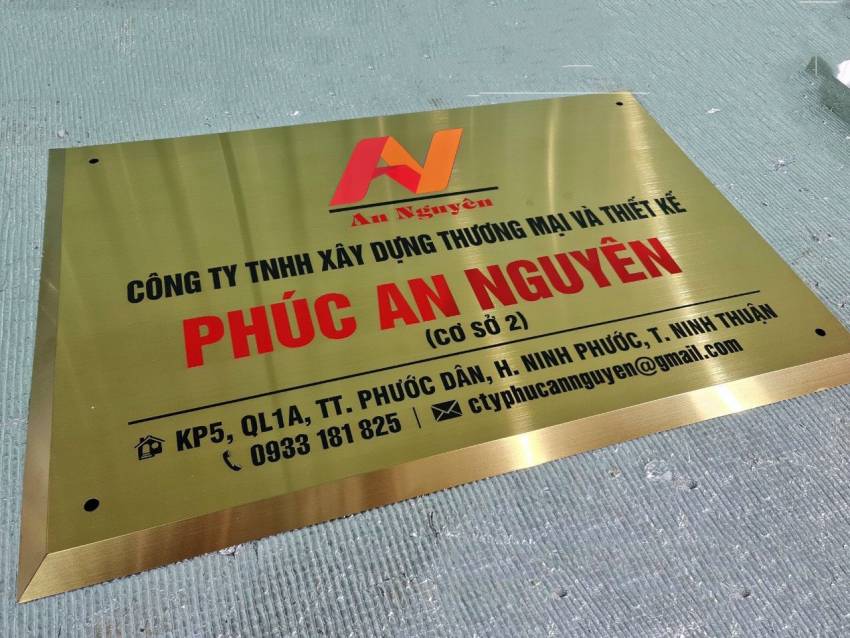 An Nguyên
CÔNG TY TNHH XÂY DỰNG THƯƠNG MẠI VÀ THIẾT KẾ
PHÚC AN NGUYÊN
(CƠ SỞ 2)
KP5, QL1A, TT. PHƯỚC DÂN, H. NINH PHƯỚC, T. NINH THUẬN
0933 181 825 | ctyphucannguyen@gmail.com